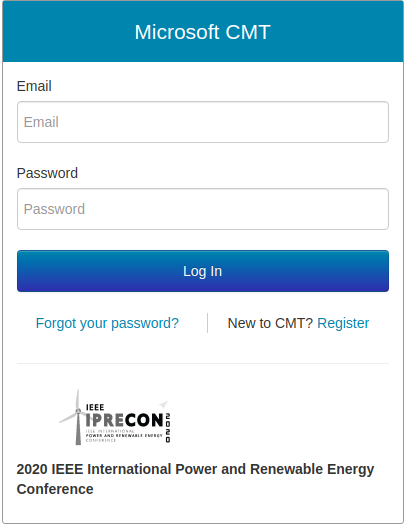 Microsoft CMT
Email
Email
Password
Password
Log In
Forgot your password?
New to CMT? Register
IEEE
IPRECON
2020
IEEE INTERNATIONAL
POWER AND RENEWABLE ENERGY
CONFERENCE
2020 IEEE International Power and Renewable Energy
Conference